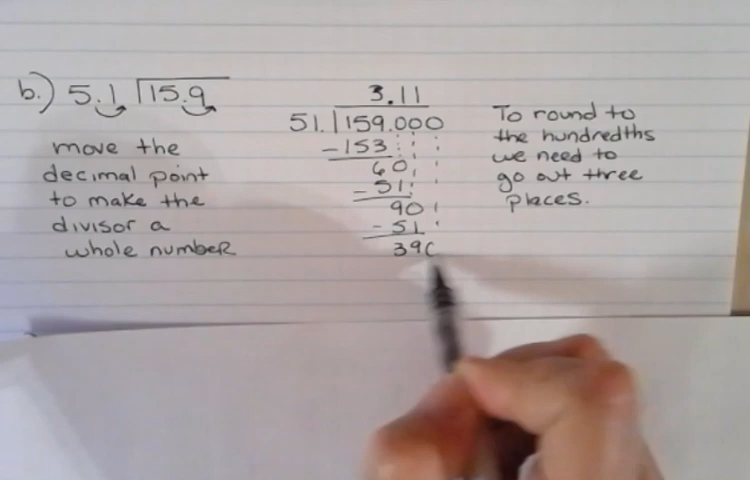 b.) 5.1 15.9
move the
decimal point
to make the
divisor a
whole number
3.11
51. 159.000
-153
60
-51
90
-51
390
To round to
the hundredths
we need to
go out three
places.